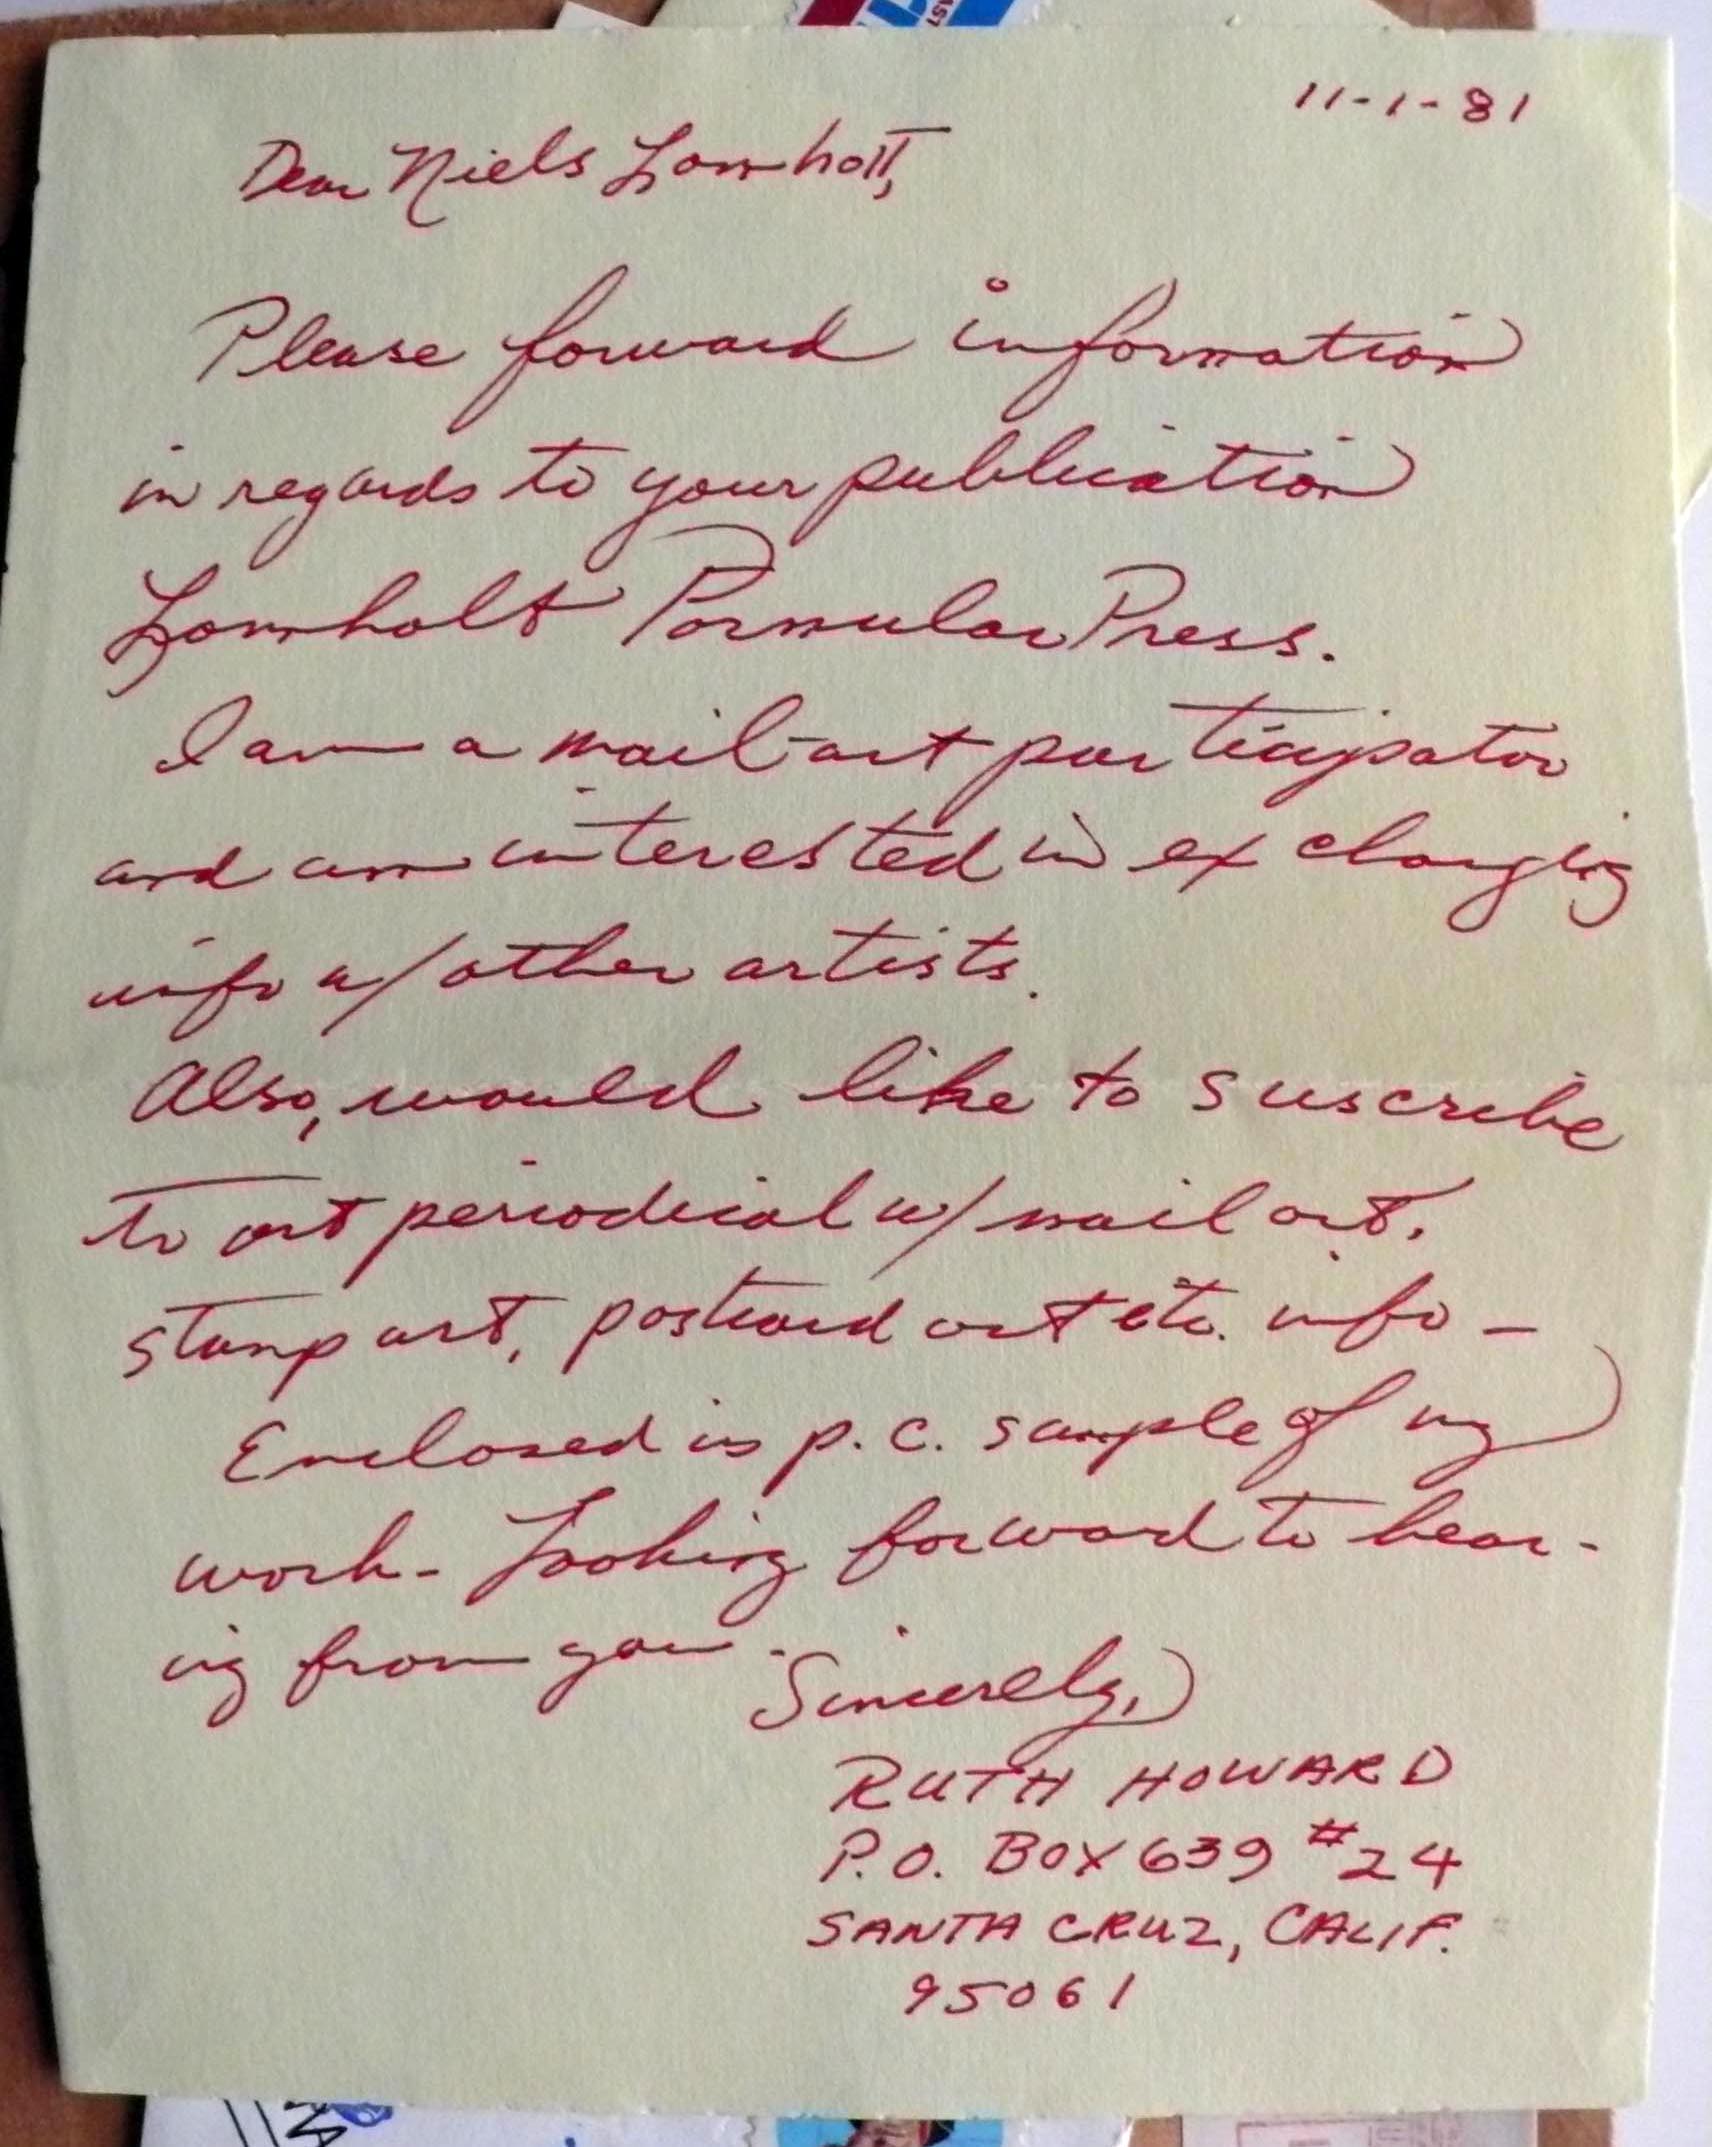 11-1-81
Dear Niels Lomholt,
Please forward information
in regards to your publication
Lomholt Pormular Press.
I am a mail-art participator
and am interested in exchanging
info w/ other artists.
Also, would like to suscribe
to art periodical w/ mail art,
stamp art, postcard art etc. info -
Enclosed is p.c. sample of my
work - Looking forward to hear-
ing from you.
Sincerely,
RUTH HOWARD
P.O. BOX 639 #24
SANTA CRUZ, CALIF.
95061